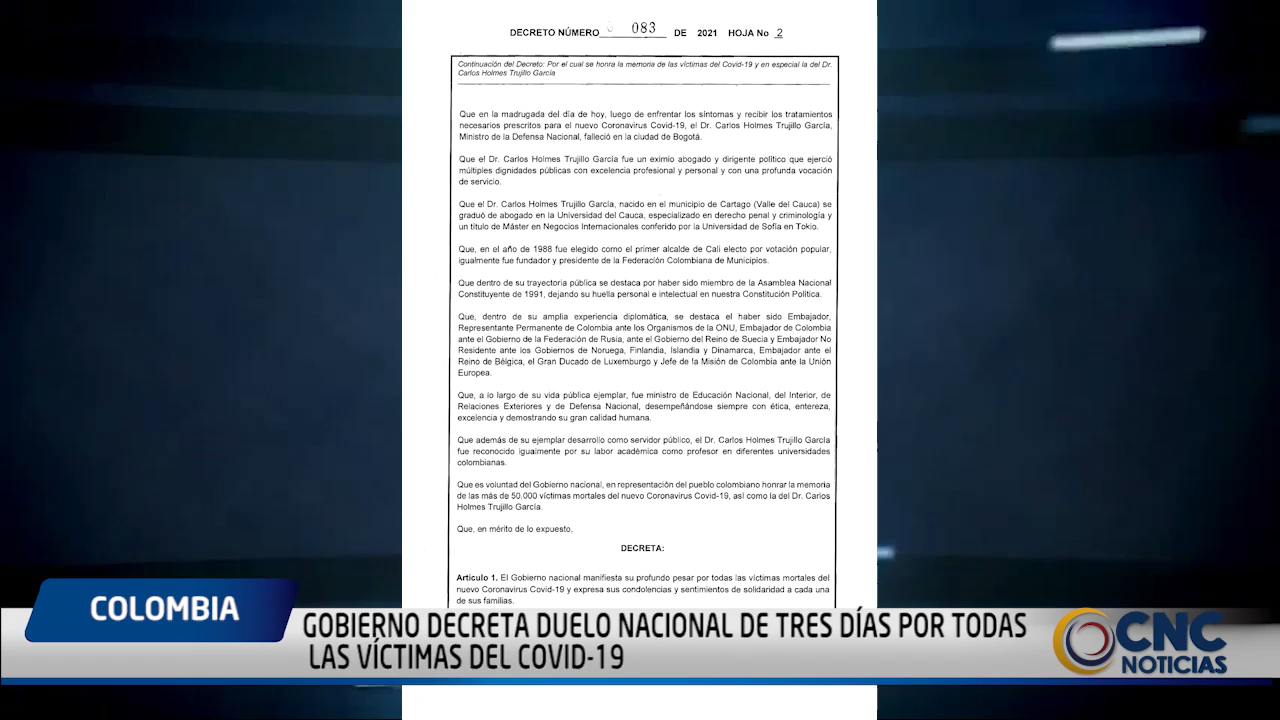 DECRETO NÚMERO 083 DE 2021 HOJA No 2
Continuación del Decreto: Por el cual se honra la memoria de las víctimas del Covid-19 y en especial la del Dr.
Carlos Holmes Trujillo García
Que en la madrugada del día de hoy, luego de enfrentar los síntomas y recibir los tratamientos
necesarios prescritos para el nuevo Coronavirus Covid-19, el Dr. Carlos Holmes Trujillo García,
Ministro de la Defensa Nacional, falleció en la ciudad de Bogotá.
Que el Dr. Carlos Holmes Trujillo García fue un eximio abogado y dirigente político que ejerció
múltiples dignidades públicas con excelencia profesional y personal y con una profunda vocación
de servicio.
Que el Dr. Carlos Holmes Trujillo García, nacido en el municipio de Cartago (Valle del Cauca) se
graduó de abogado en la Universidad del Cauca, especializado en derecho penal y criminología y
un título de Máster en Negocios Internacionales conferido por la Universidad de Sofía en Tokio.
Que, en el año de 1988 fue elegido como el primer alcalde de Cali electo por votación popular,
igualmente fue fundador y presidente de la Federación Colombiana de Municipios.
Que dentro de su trayectoria pública se destaca por haber sido miembro de la Asamblea Nacional
Constituyente de 1991, dejando su huella personal e intelectual en nuestra Constitución Política.
Que, dentro de su amplia experiencia diplomática, se destaca el haber sido Embajador,
Representante Permanente de Colombia ante los Organismos de la ONU, Embajador de Colombia
ante el Gobierno de la Federación de Rusia, ante el Gobierno del Reino de Suecia y Embajador No
Residente ante los Gobiernos de Noruega, Finlandia, Islandia y Dinamarca, Embajador ante el
Reino de Bélgica, el Gran Ducado de Luxemburgo y Jefe de la Misión de Colombia ante la Unión
Europea.
Que, a lo largo de su vida pública ejemplar, fue ministro de Educación Nacional, del Interior, de
Relaciones Exteriores y de Defensa Nacional, desempeñándose siempre con ética, entereza,
excelencia y demostrando su gran calidad humana.
Que además de su ejemplar desarrollo como servidor público, el Dr. Carlos Holmes Trujillo García
fue reconocido igualmente por su labor académica como profesor en diferentes universidades
colombianas.
Que es voluntad del Gobierno nacional, en representación del pueblo colombiano honrar la memoria
de las más de 50.000 víctimas mortales del nuevo Coronavirus Covid-19, así como la del Dr. Carlos
Holmes Trujillo García.
Que, en mérito de lo expuesto,
DECRETA:
Artículo 1. El Gobierno nacional manifiesta su profundo pesar por todas las víctimas mortales del
nuevo Coronavirus Covid-19 y expresa sus condolencias y sentimientos de solidaridad a cada una
de sus familias.
COLOMBIA
GOBIERNO DECRETA DUELO NACIONAL DE TRES DÍAS POR TODAS
LAS VÍCTIMAS DEL COVID-19
CNC
NOTICIAS